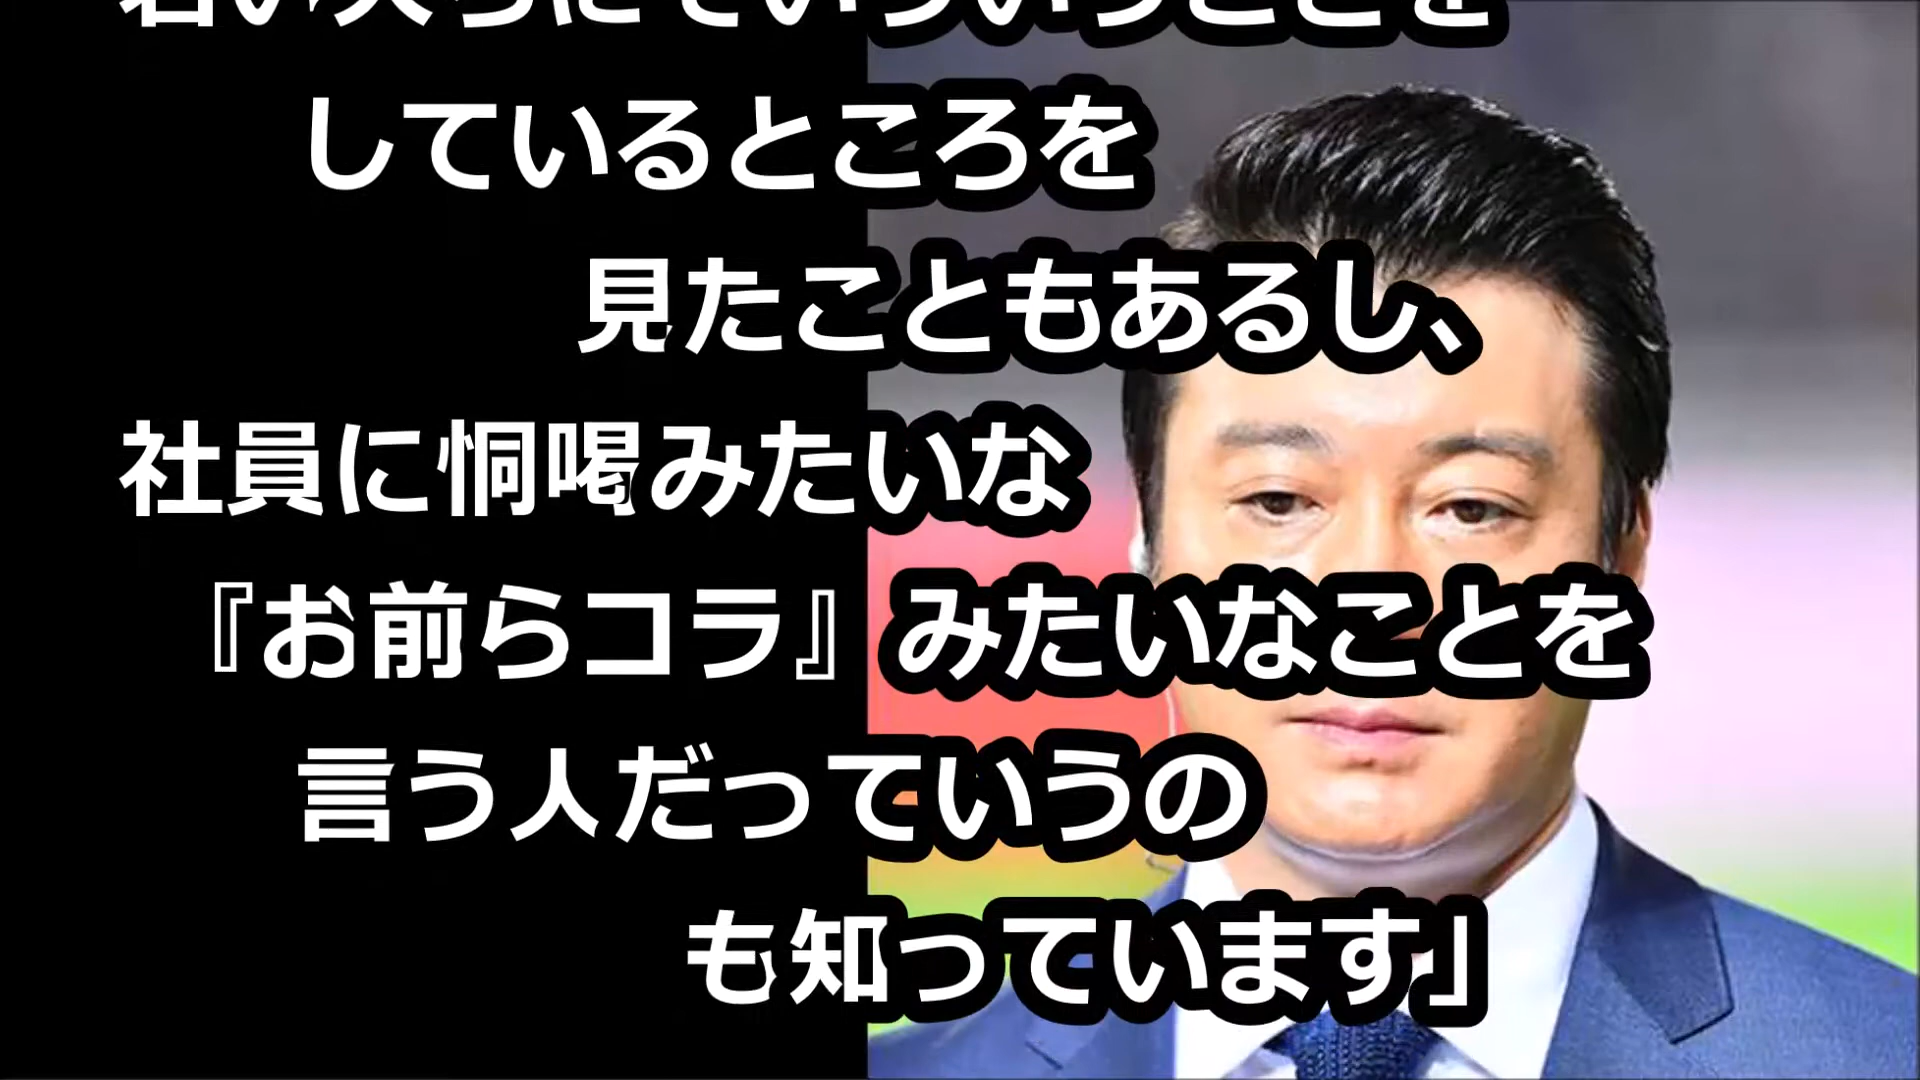 しているところを
見たこともあるし、
社員に恫喝みたいな
『お前らコラ』みたいなことを
言う人だっていうの
も知っています」